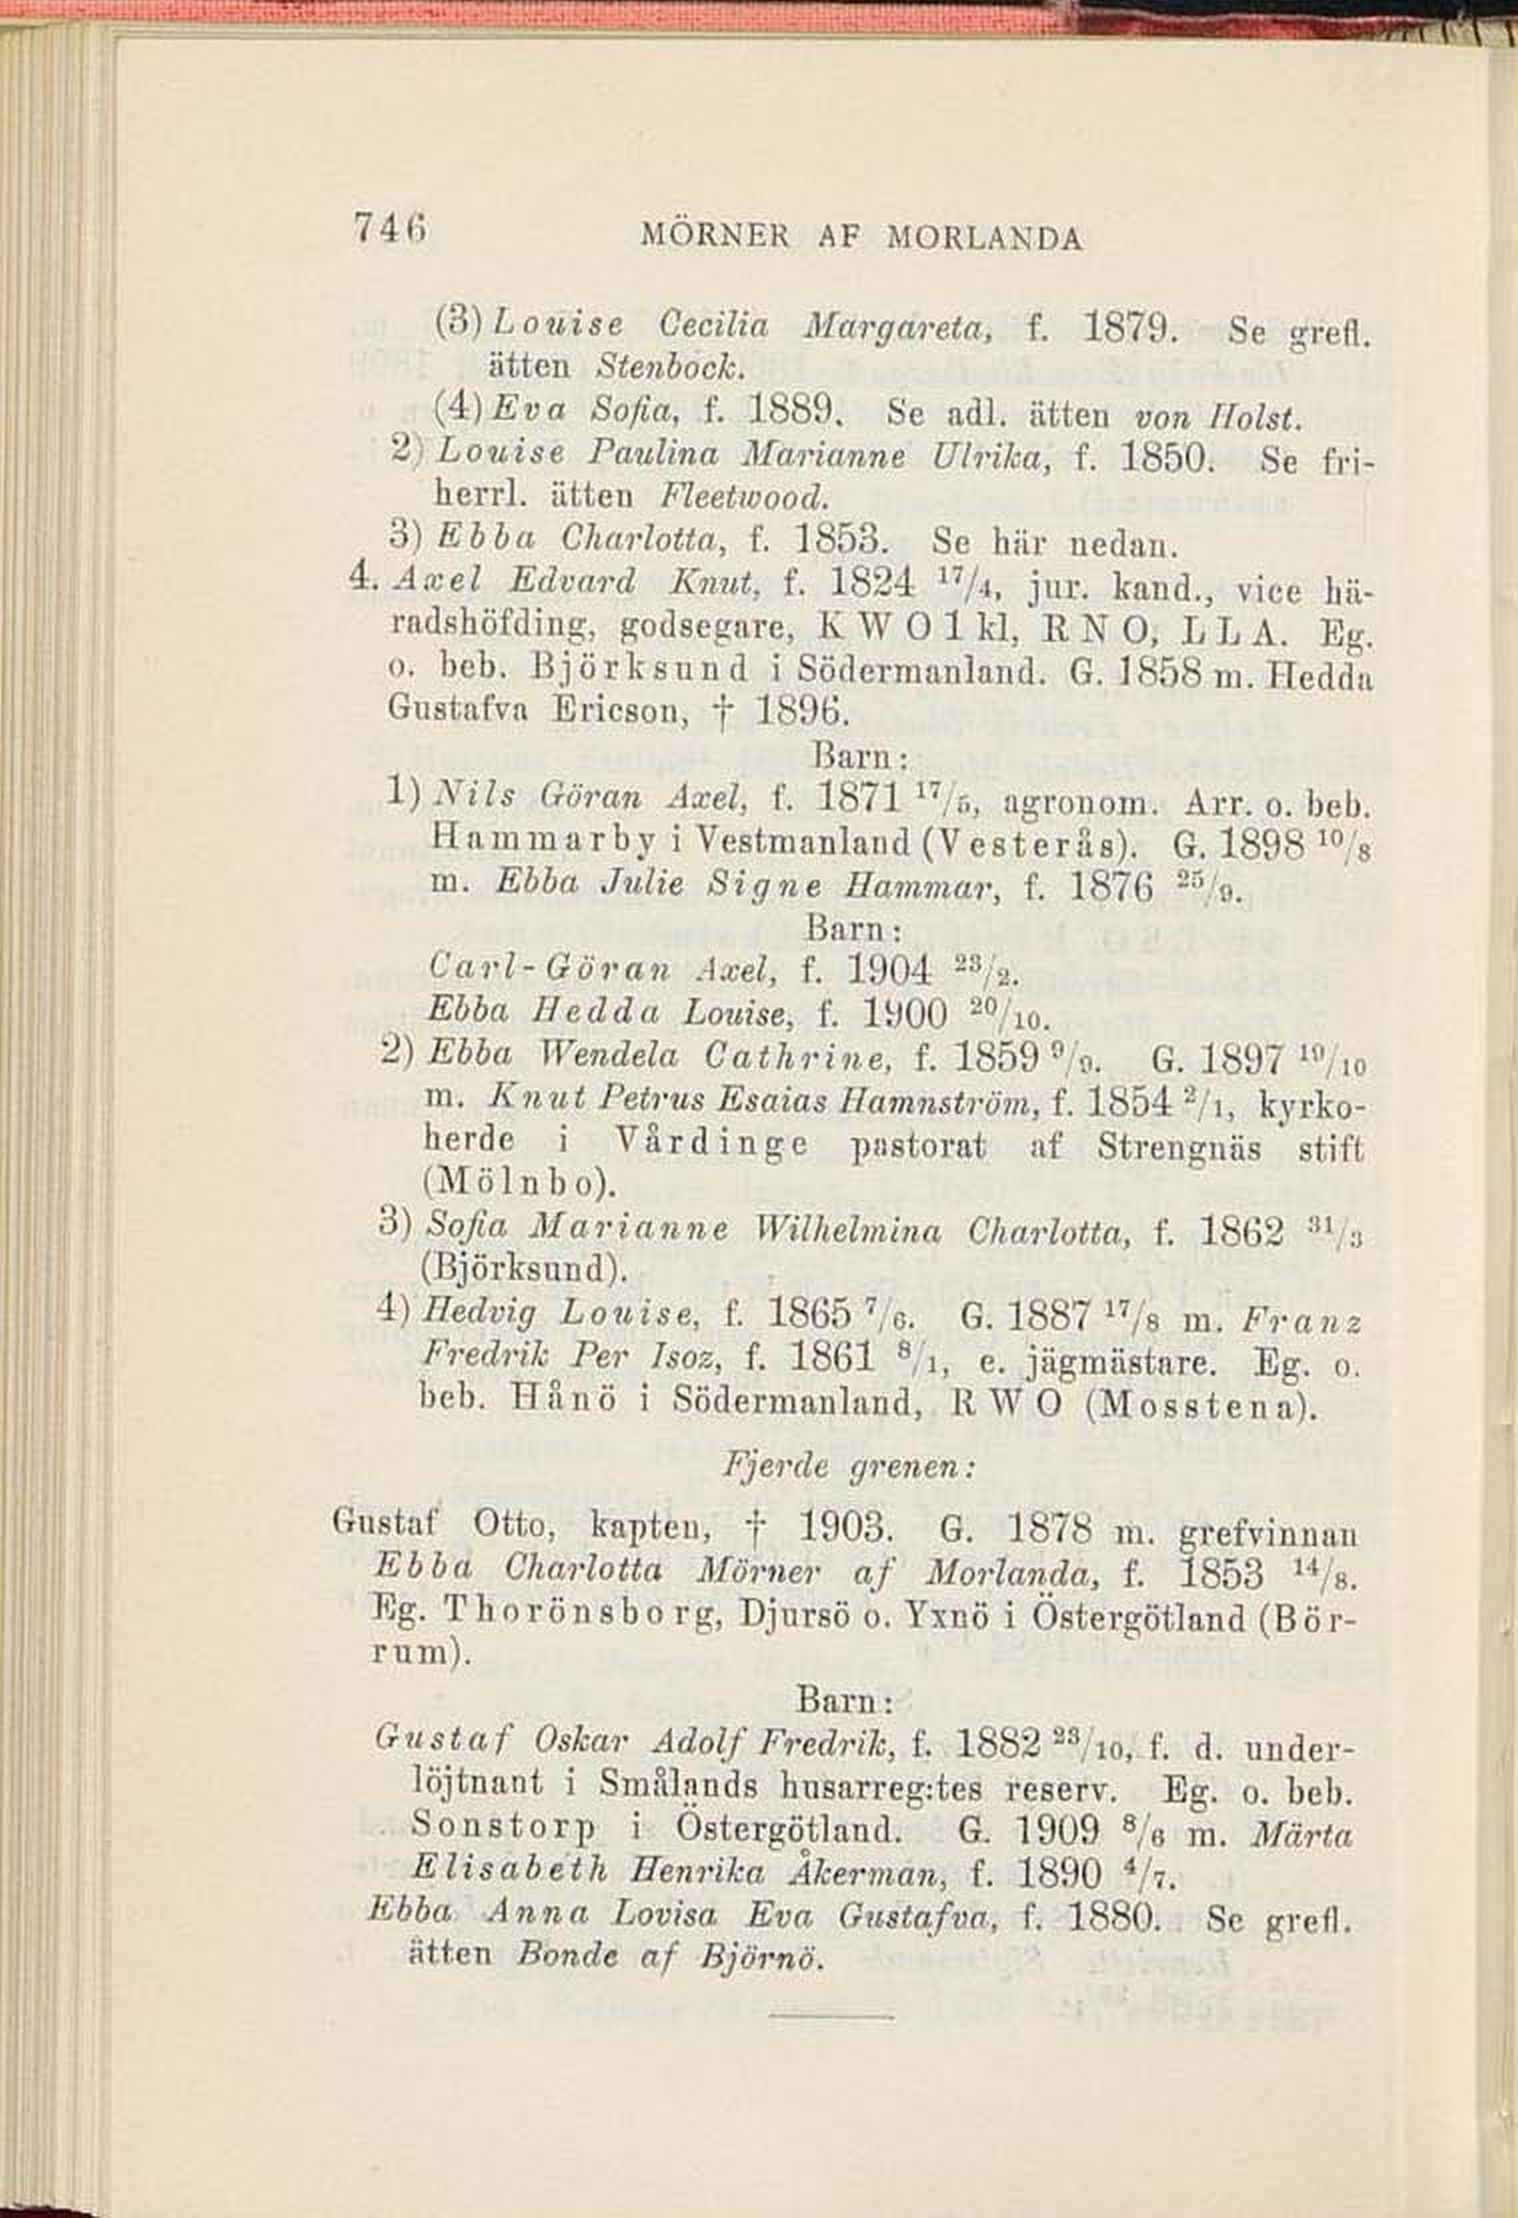 746 MÖRNER AF MORLANDA
(3) Louise Cecilia Margareta, f. 1879. Se grefl.
ätten Stenbock.
(4) Eva Sofia, f. 1889. Se adl. ätten von Holst.
2) Louise Paulina Marianne Ulrika, f. 1850. Se fri-
herrl. ätten Fleetwood.
3) Ebba Charlotta, f. 1853. Se här nedan.
4. Axel Edvard Knut, f. 1824 17/4, jur. kand., vice hä-
radshöfding, godsegare, K W O 1 kl, R N O, L L A. Eg.
o. beb. Björksund i Södermanland. G. 1858 m. Hedda
Gustafva Ericson, † 1896.
Barn:
1) Nils Göran Axel, f. 1871 17/5, agronom. Arr. o. beb.
Hammarby i Vestmanland (Vesterås). G. 1898 10/8
m. Ebba Julie Signe Hammar, f. 1876 25/9.
Barn:
Carl-Göran Axel, f. 1904 23/2.
Ebba Hedda Louise, f. 1900 20/10.
2) Ebba Wendela Cathrine, f. 1859 9/9. G. 1897 19/10
m. Knut Petrus Esaias Hamnström, f. 1854 2/1, kyrko-
herde i Vårdinge pastorat af Strengnäs stift
(Mölnbo).
3) Sofia Marianne Wilhelmina Charlotta, f. 1862 31/3
(Björksund).
4) Hedvig Louise, f. 1865 7/6. G. 1887 17/8 m. Franz
Fredrik Per Isoz, f. 1861 8/1, e. jägmästare. Eg. o.
beb. Hånö i Södermanland, R W O (Mosstena).
Fjerde grenen:
Gustaf Otto, kapten, † 1903. G. 1878 m. grefvinnan
Ebba Charlotta Mörner af Morlanda, f. 1853 14/8.
Eg. Thorönsborg, Djursö o. Yxnö i Östergötland (Bör-
rum).
Barn:
Gustaf Oskar Adolf Fredrik, f. 1882 23/10, f. d. under-
löjtnant i Smålands husarreg:tes reserv. Eg. o. beb.
Sonstorp i Östergötland. G. 1909 8/6 m. Märta
Elisabeth Henrika Åkerman, f. 1890 4/7.
Ebba Anna Lovisa Eva Gustafva, f. 1880. Se grefl.
ätten Bonde af Björnö.